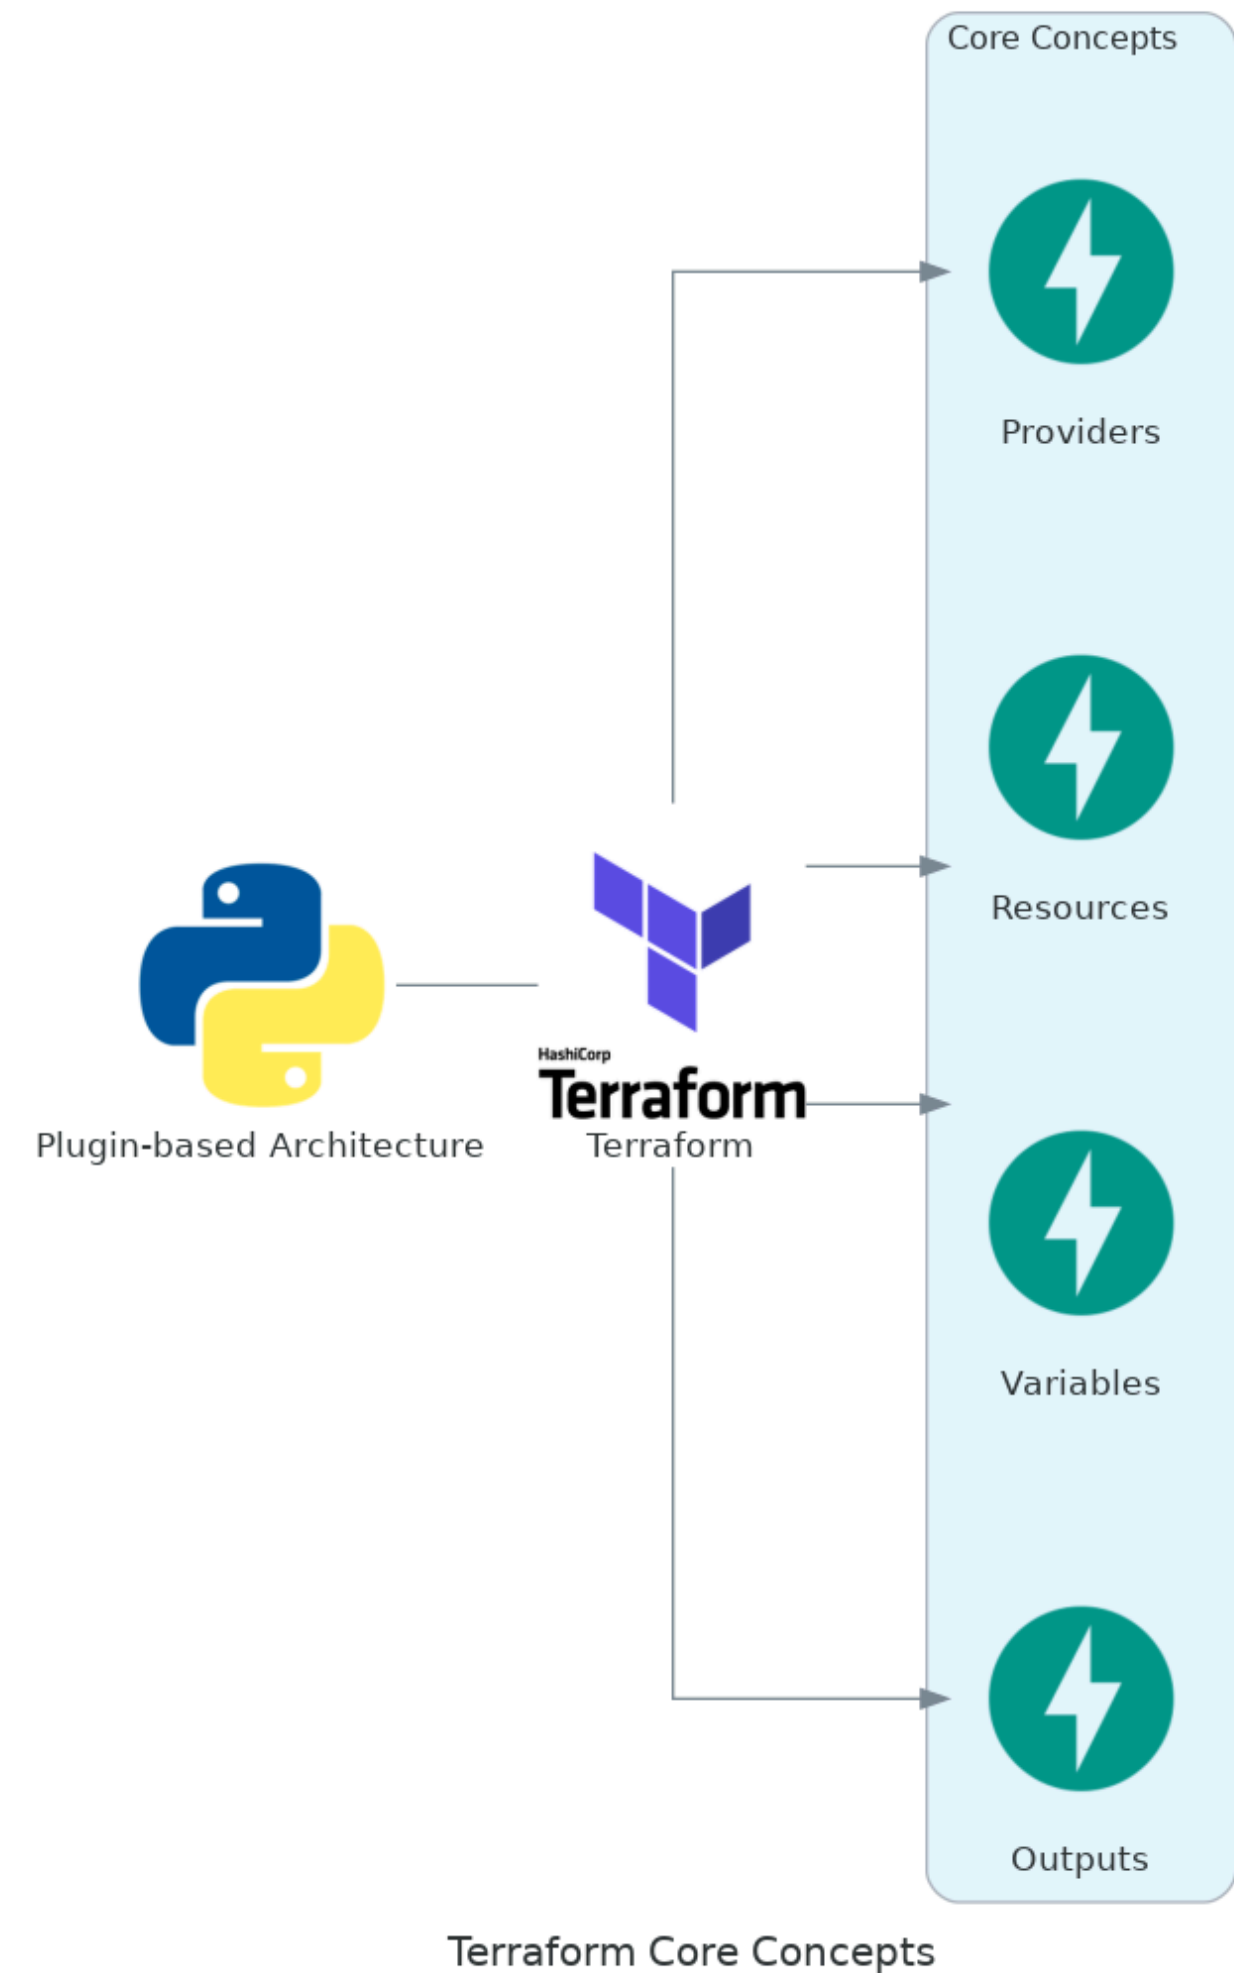 Core Concepts
Providers
Resources
HashiCorp
Terraform
Plugin-based Architecture
Terraform
Variables
Outputs
Terraform Core Concepts